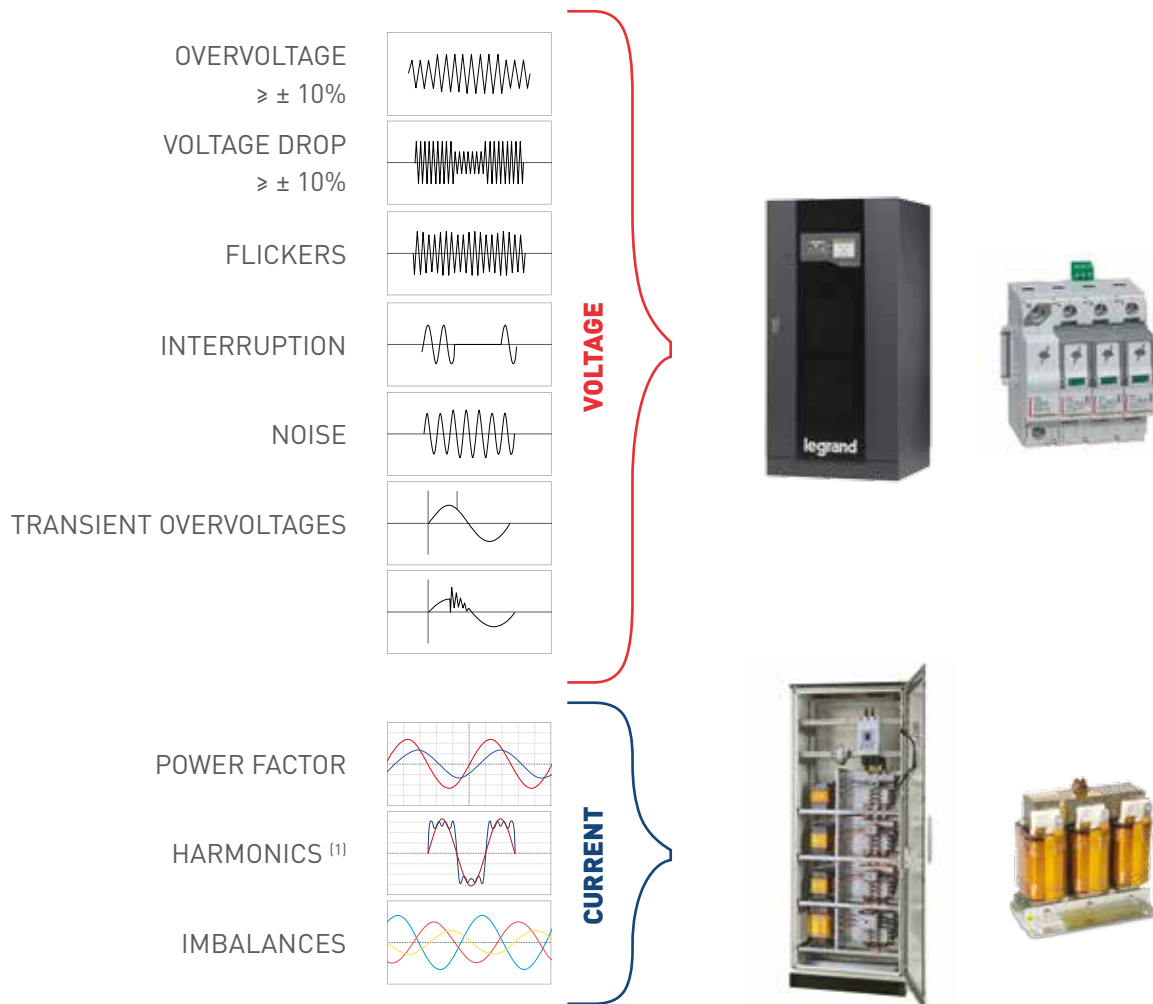 OVERVOLTAGE
⩾ ± 10%
VOLTAGE DROP
⩾ ± 10%
FLICKERS
INTERRUPTION
NOISE
TRANSIENT OVERVOLTAGES
VOLTAGE
legrand
POWER FACTOR
HARMONICS (1)
IMBALANCES
CURRENT